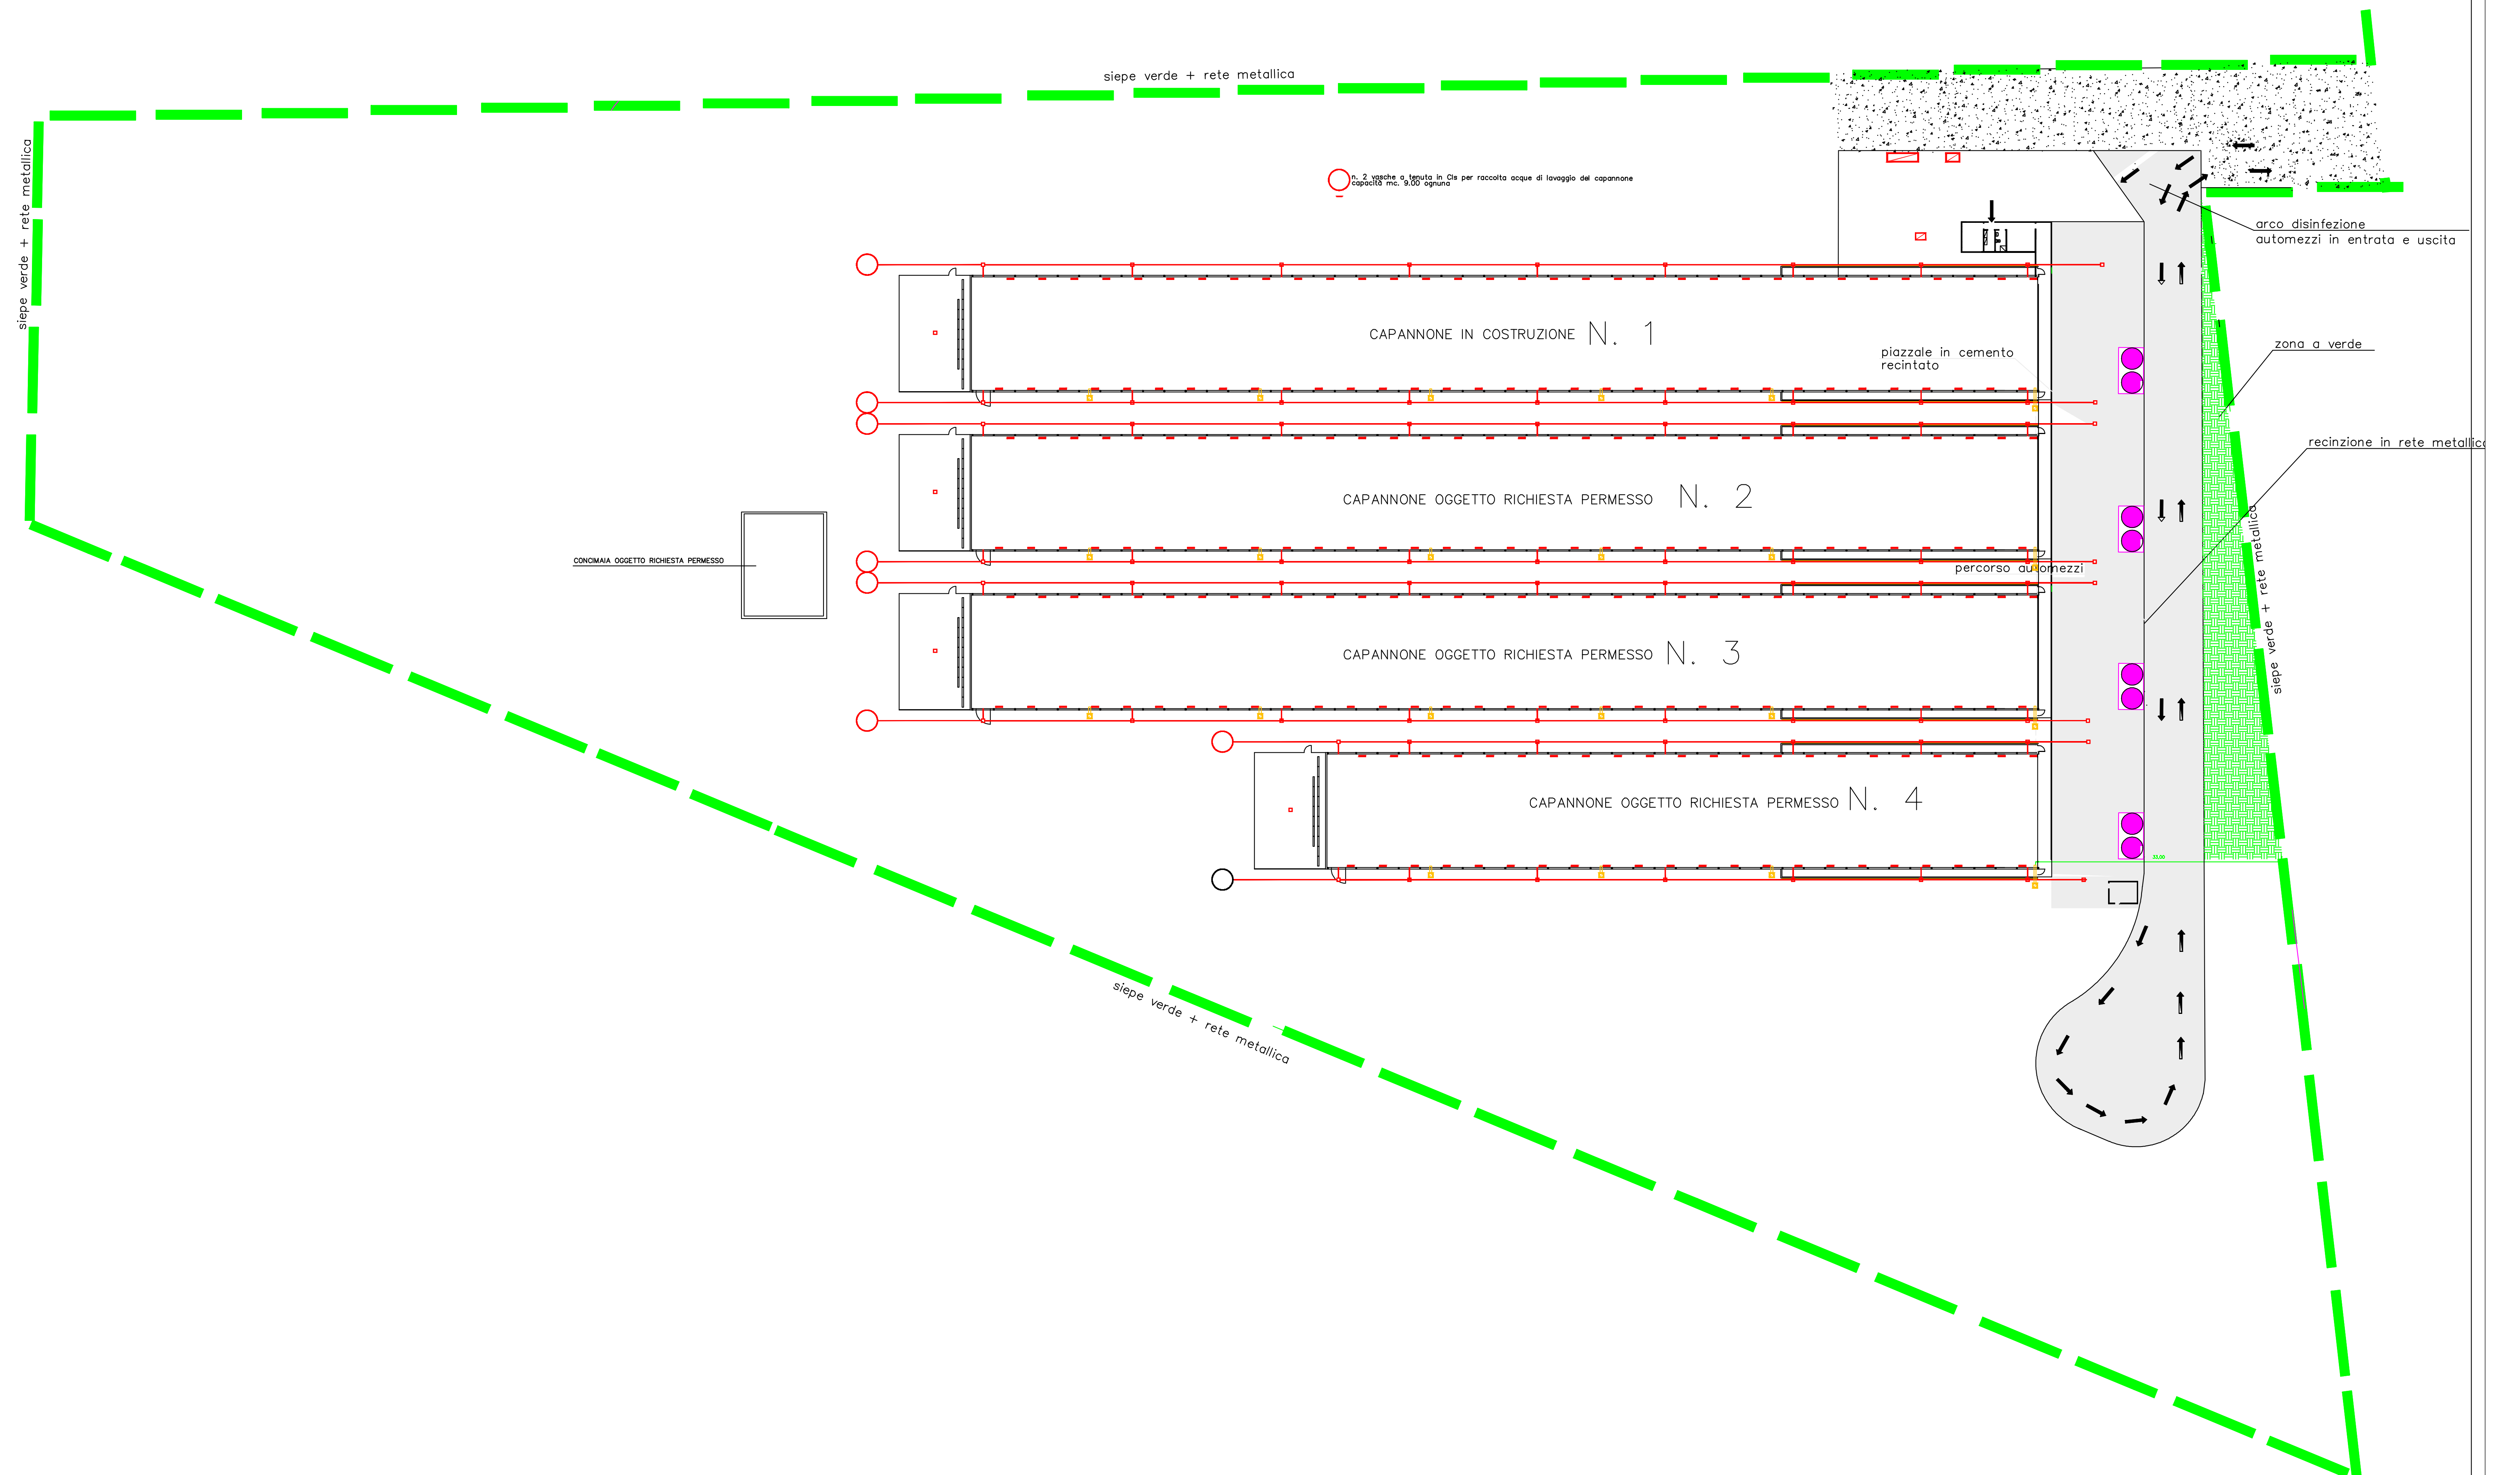 siepe verde + rete metallica
siepe verde + rete metallica
n. 2 vasche a tenuta in Cls per raccolta acque di lavaggio del capannone
capacità mc. 9.00 ognuna
arco disinfezione
automezzi in entrata e uscita
CAPANNONE IN COSTRUZIONE N. 1
piazzale in cemento
recintato
zona a verde
recinzione in rete metallica
CAPANNONE OGGETTO RICHIESTA PERMESSO N. 2
siepe verde + rete metallica
CONCIMAIA OGGETTO RICHIESTA PERMESSO
percorso automezzi
CAPANNONE OGGETTO RICHIESTA PERMESSO N. 3
CAPANNONE OGGETTO RICHIESTA PERMESSO N. 4
siepe verde + rete metallica